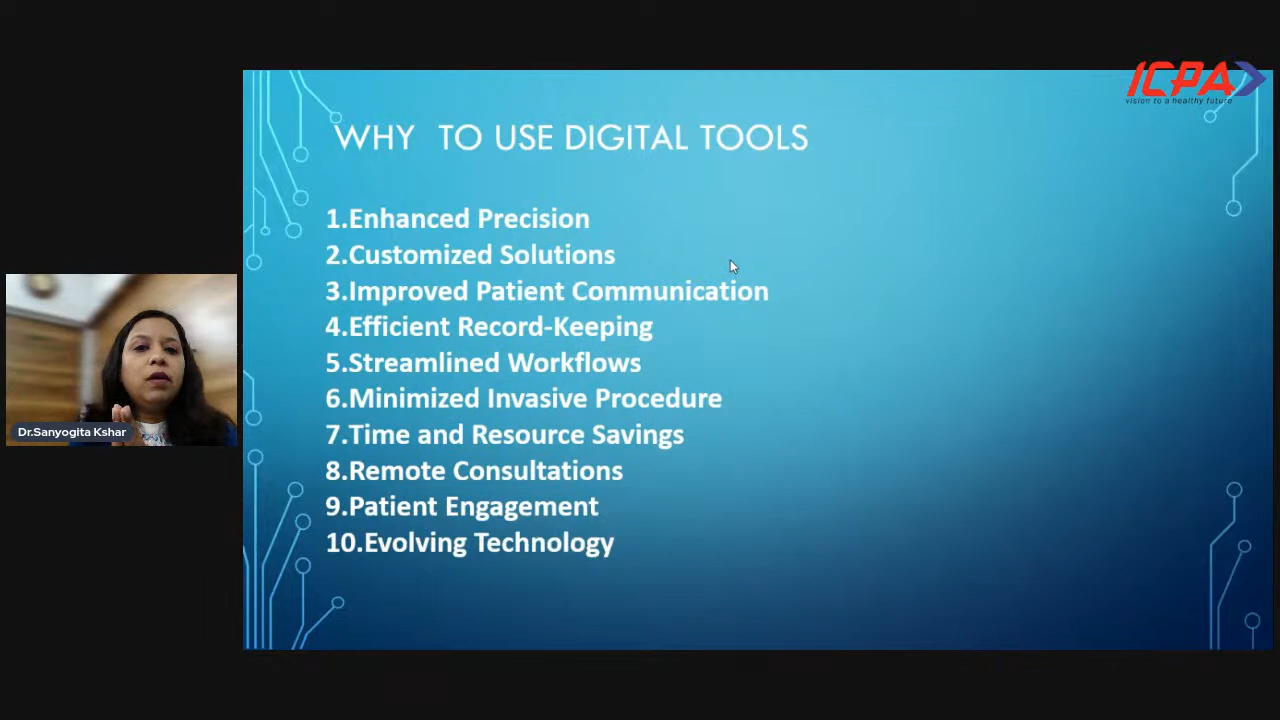 ICPA
vision to a healthy future
WHY TO USE DIGITAL TOOLS
1.Enhanced Precision
2.Customized Solutions
3.Improved Patient Communication
4.Efficient Record-Keeping
5.Streamlined Workflows
6.Minimized Invasive Procedure
7.Time and Resource Savings
8.Remote Consultations
9.Patient Engagement
10.Evolving Technology
Dr.Sanyogita Kshar